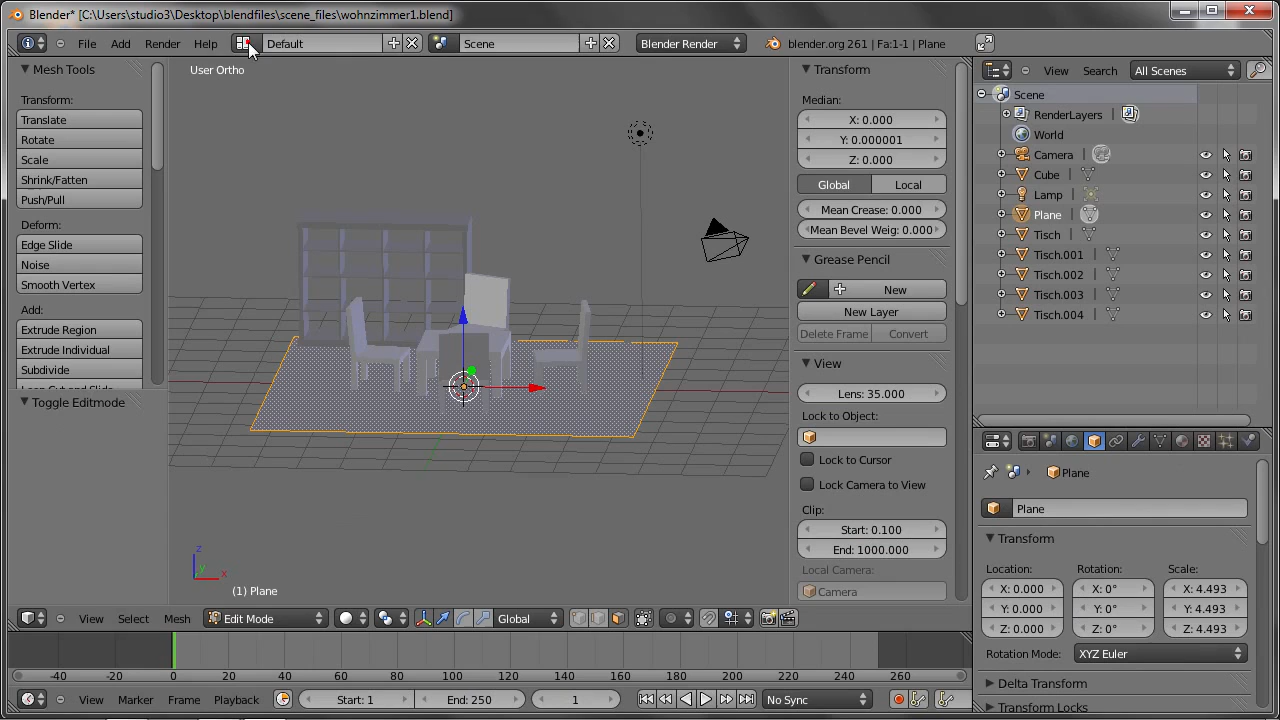 Blender* [C:\Users\studio3\Desktop\blendfiles\scene_files\wohnzimmer1.blend]
File Add Render Help Default Scene Blender Render blender.org 261 | Fa:1-1 | Plane
Mesh Tools
Transform:
Translate
Rotate
Scale
Shrink/Fatten
Push/Pull
Deform:
Edge Slide
Noise
Smooth Vertex
Add:
Extrude Region
Extrude Individual
Subdivide
Toggle Editmode
User Ortho
z
y
x
(1) Plane
Transform
Median:
X: 0.000
Y: 0.000001
Z: 0.000
Global Local
Mean Crease: 0.000
Mean Bevel Weig: 0.000
Grease Pencil
New
New Layer
Delete Frame Convert
View
Lens: 35.000
Lock to Object:
Lock to Cursor
Lock Camera to View
Clip:
Start: 0.100
End: 1000.000
Local Camera:
Camera
View Search All Scenes
Scene
RenderLayers
World
Camera
Cube
Lamp
Plane
Tisch
Tisch.001
Tisch.002
Tisch.003
Tisch.004
Plane
Plane
Transform
Location: Rotation: Scale:
X: 0.000 X: 0° X: 4.493
Y: 0.000 Y: 0° Y: 4.493
Z: 0.000 Z: 0° Z: 4.493
Rotation Mode: XYZ Euler
Delta Transform
Transform Locks
View Select Mesh Edit Mode Global
-40 -20 0 20 40 60 80 100 120 140 160 180 200 220 240 260
View Marker Frame Playback Start: 1 End: 250 1 No Sync